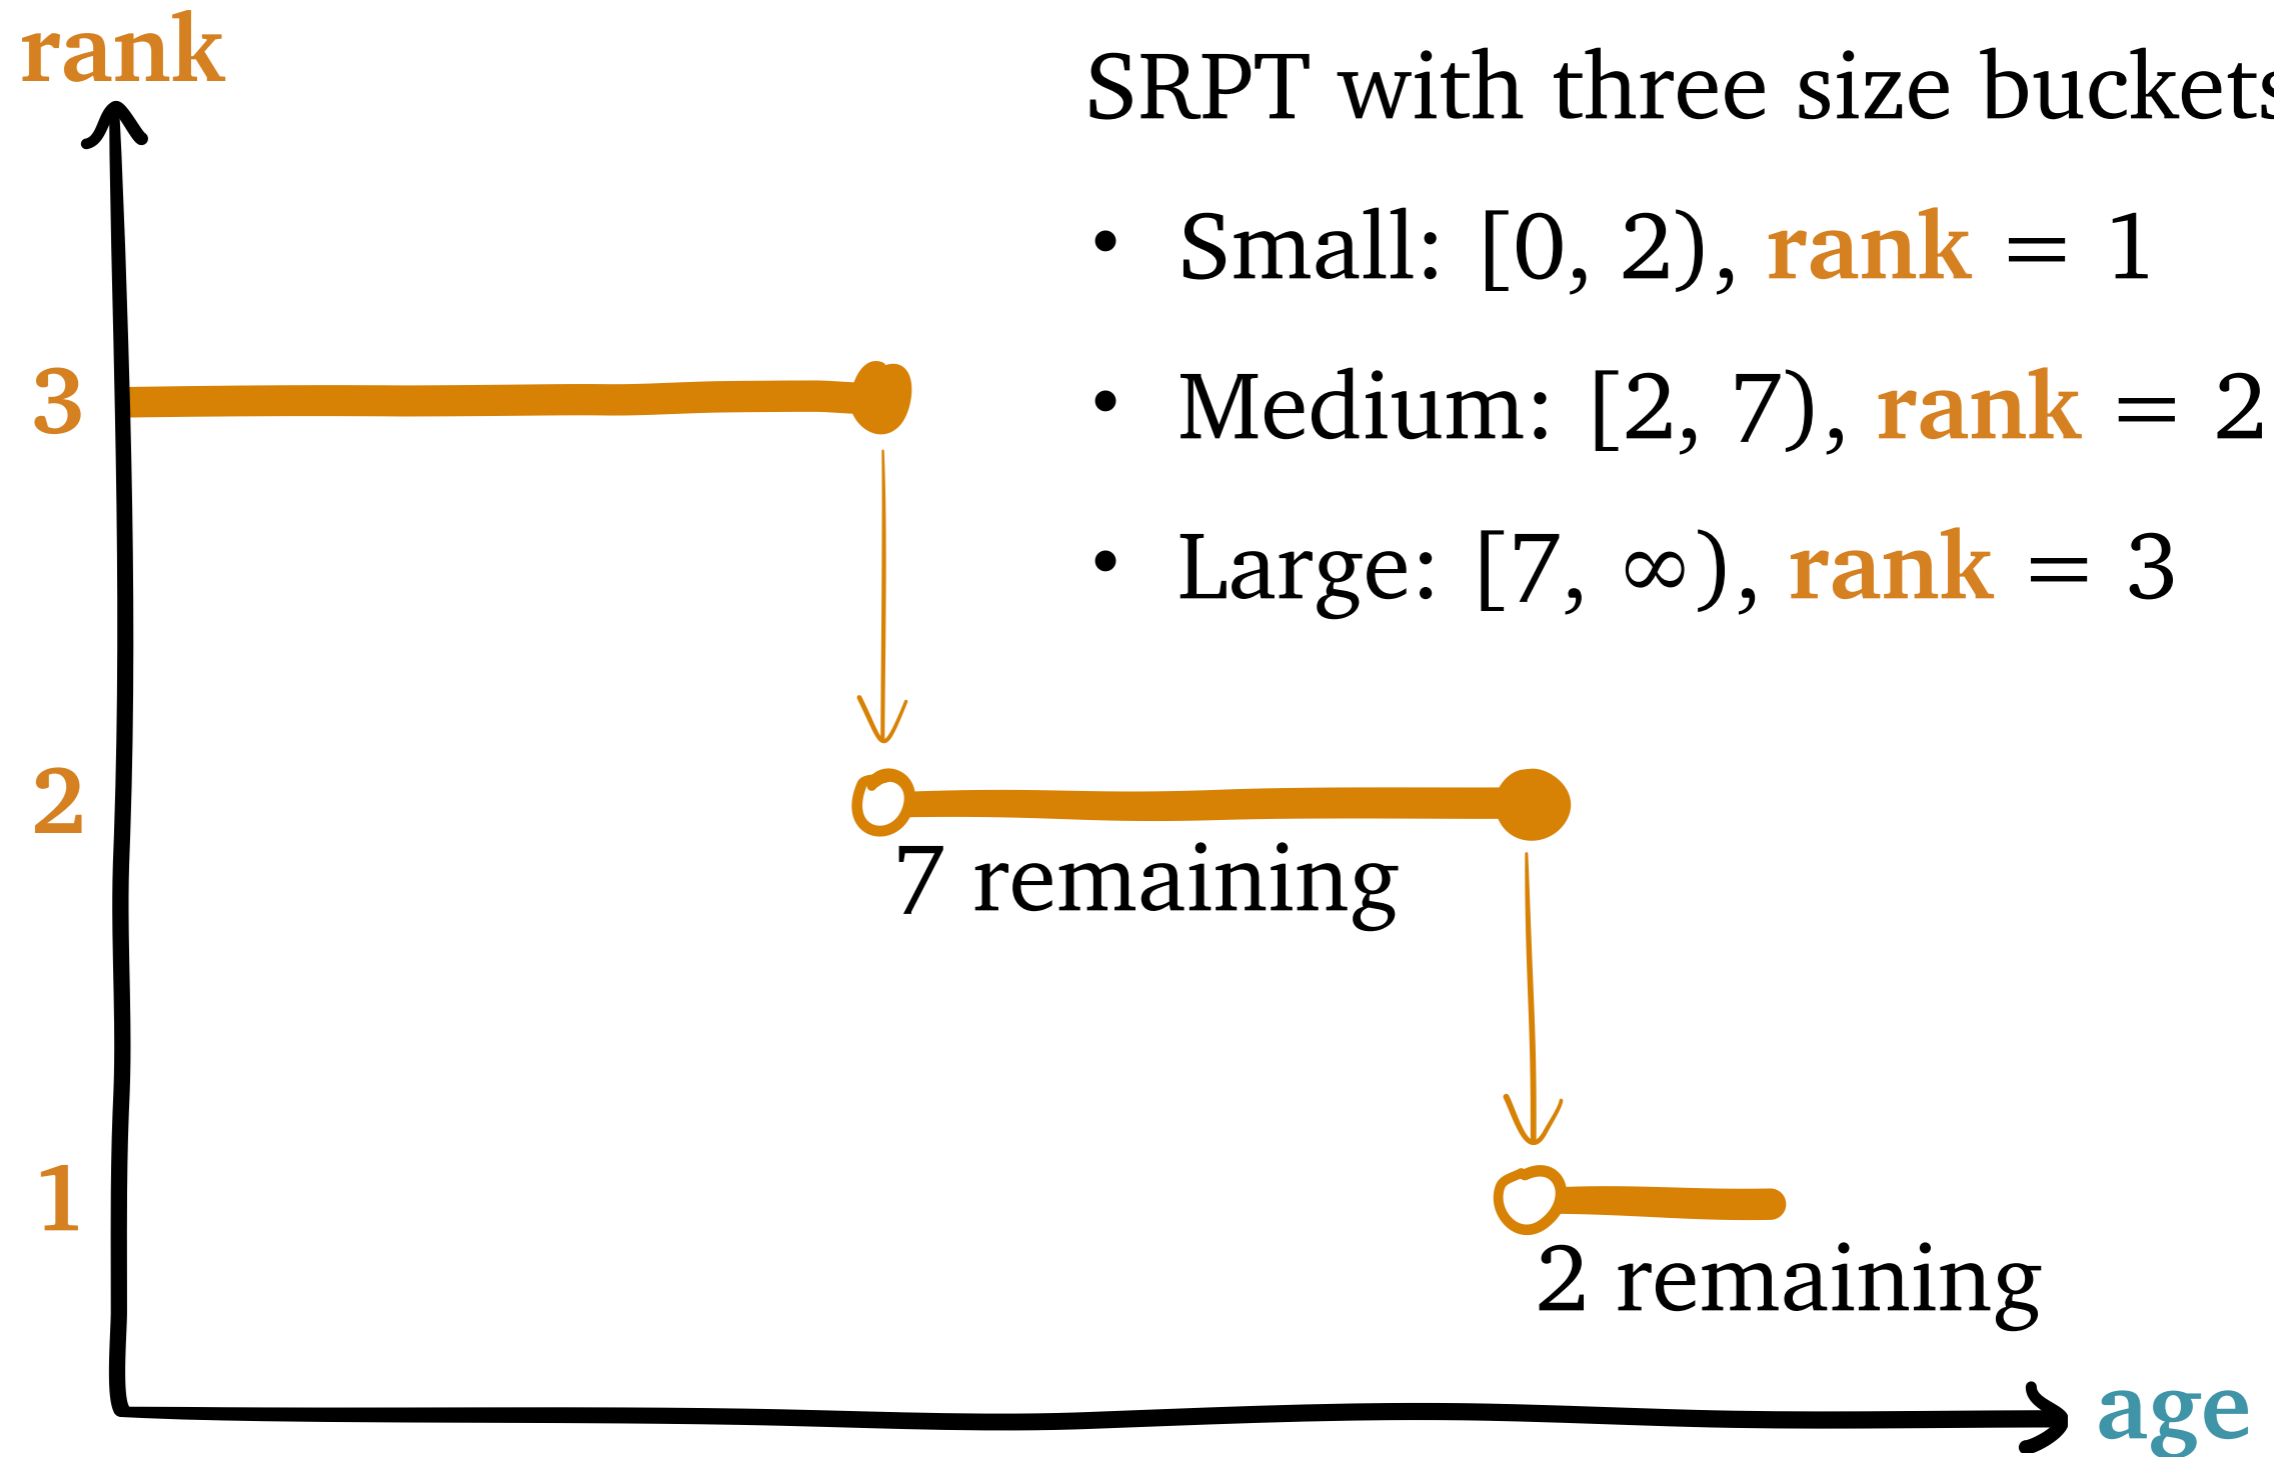 rank
SRPT with three size buckets
• Small: [0, 2), rank = 1
• Medium: [2, 7), rank = 2
• Large: [7, ∞), rank = 3
3
2
7 remaining
1
2 remaining
age